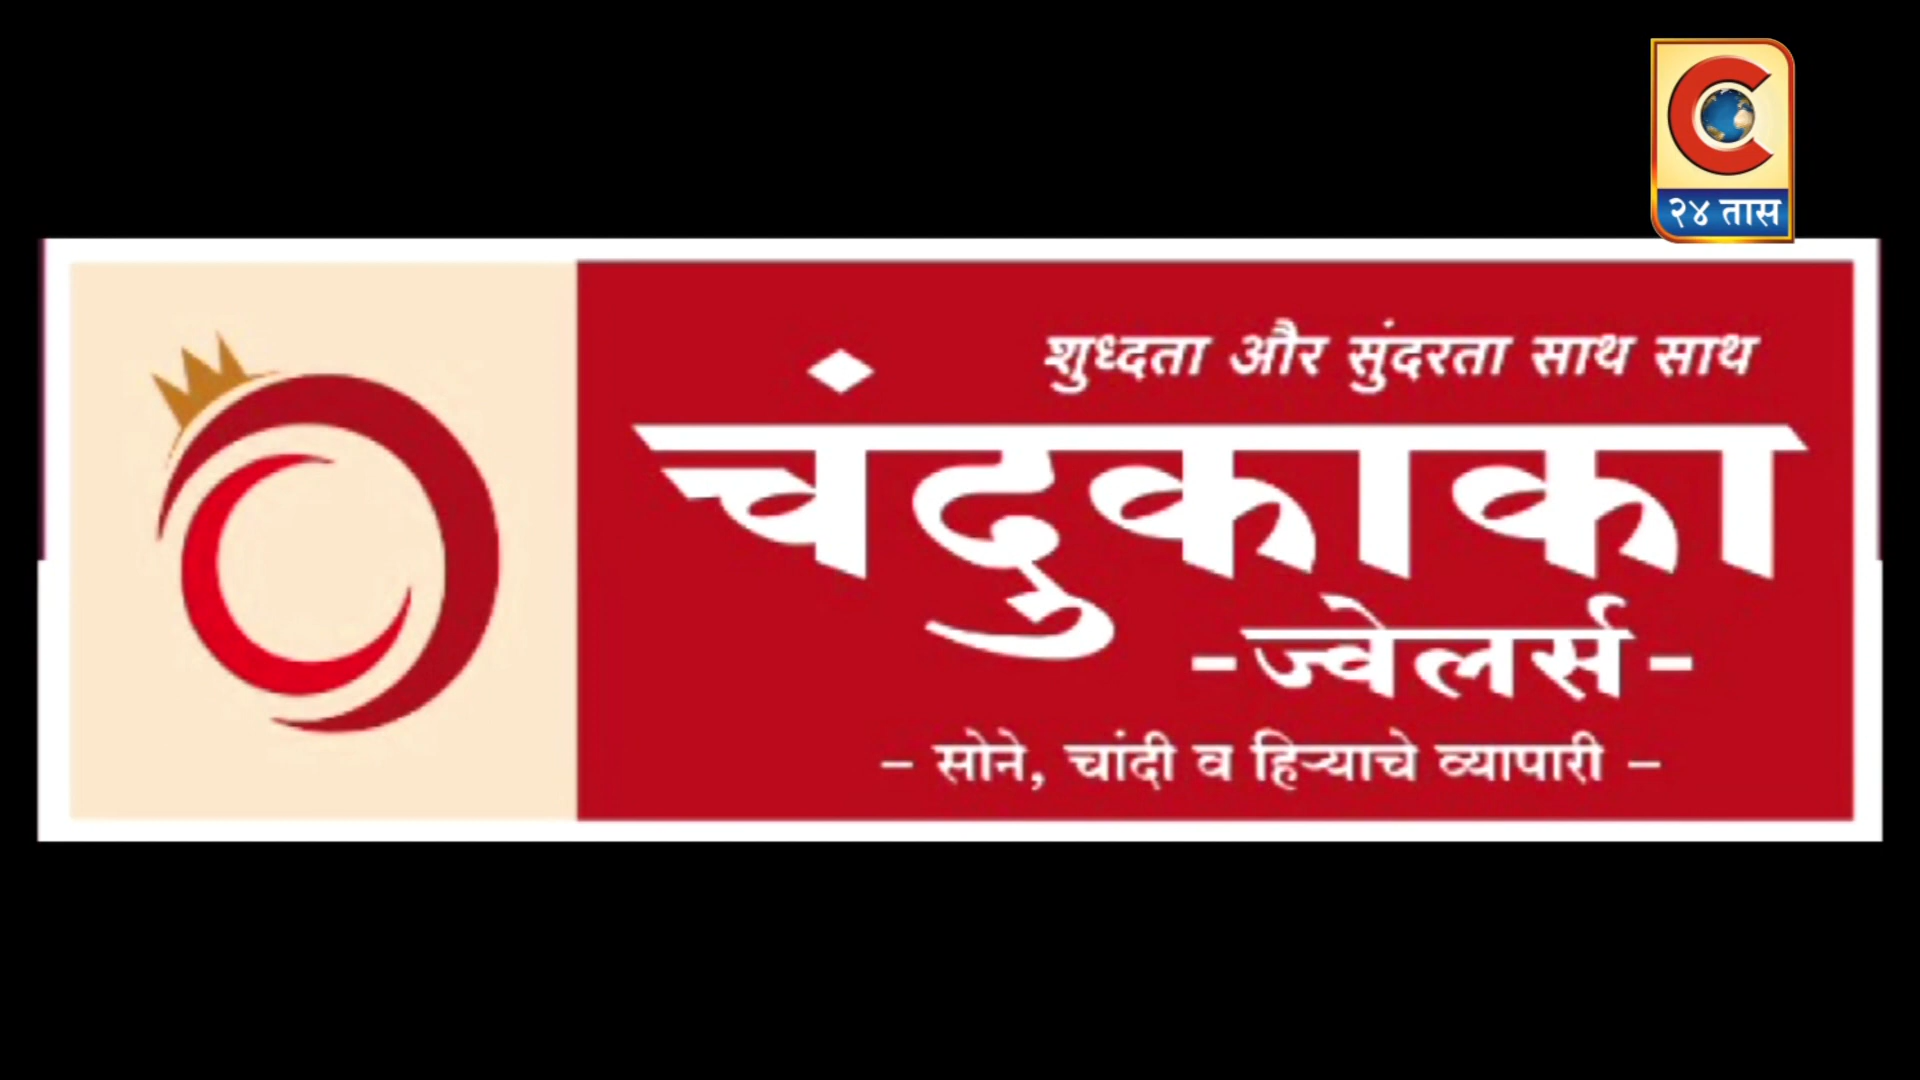 C
२४ तास
शुध्दता और सुंदरता साथ साथ
चंदुकाका
-ज्वेलर्स-
- सोने, चांदी व हिऱ्याचे व्यापारी -